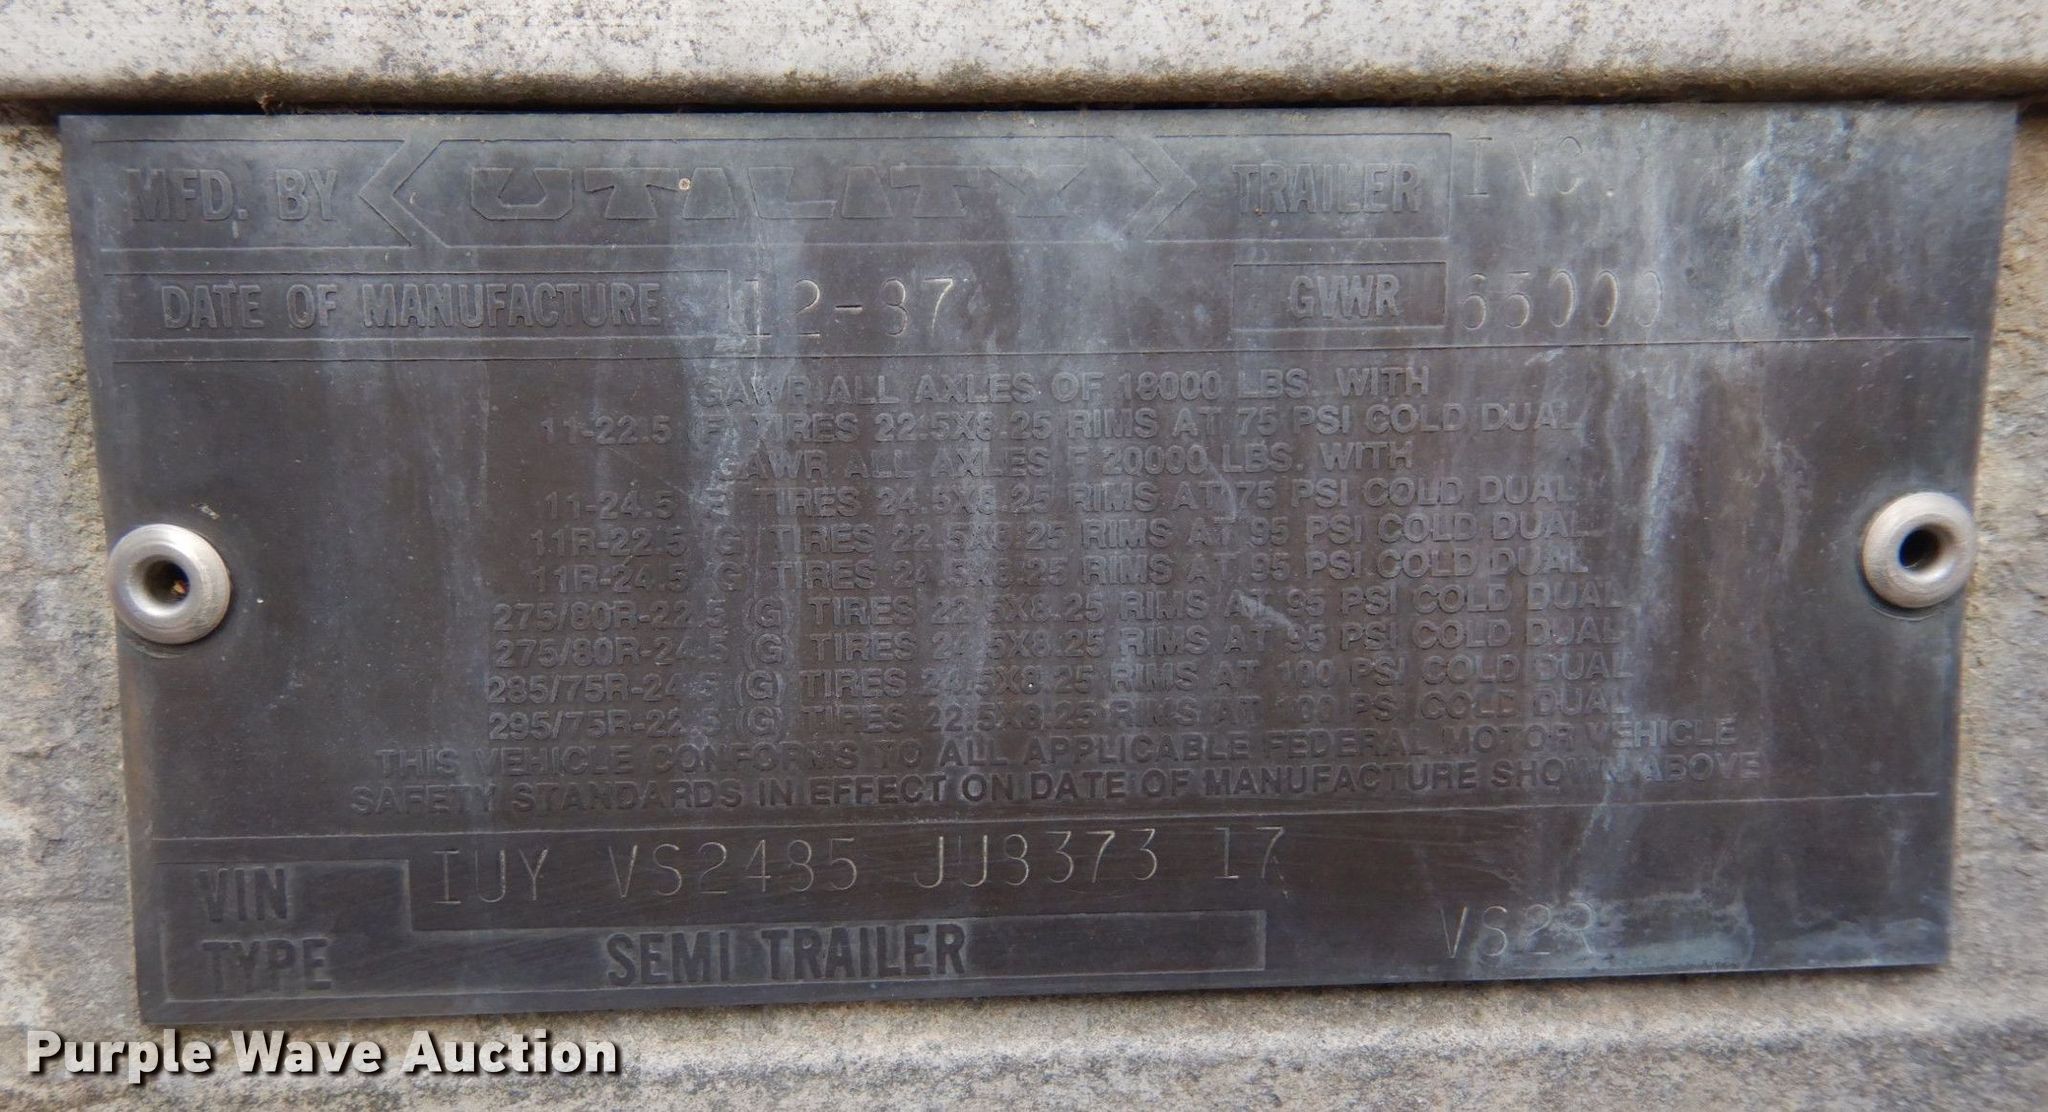 MFD. BY UTILITY TRAILER INC.
DATE OF MANUFACTURE 12-87 GVWR 65000
GAWR ALL AXLES OF 18000 LBS. WITH
11-22.5 (F) TIRES 22.5X8.25 RIMS AT 75 PSI COLD DUAL
GAWR ALL AXLES F 20000 LBS. WITH
11-24.5 TIRES 24.5X8.25 RIMS AT 75 PSI COLD DUAL
11R-22.5 (G) TIRES 22.5X8.25 RIMS AT 95 PSI COLD DUAL
11R-24.5 (G) TIRES 24.5X8.25 RIMS AT 95 PSI COLD DUAL
275/80R-22.5 (G) TIRES 22.5X8.25 RIMS AT 95 PSI COLD DUAL
275/80R-24.5 (G) TIRES 24.5X8.25 RIMS AT 95 PSI COLD DUAL
285/75R-24.5 (G) TIRES 24.5X8.25 RIMS AT 100 PSI COLD DUAL
295/75R-22.5 (G) TIRES 22.5X8.25 RIMS AT 100 PSI COLD DUAL
THIS VEHICLE CONFORMS TO ALL APPLICABLE FEDERAL MOTOR VEHICLE
SAFETY STANDARDS IN EFFECT ON DATE OF MANUFACTURE SHOWN ABOVE
VIN IUY VS2485 JU8373 17
TYPE SEMI TRAILER VS2R
Purple Wave Auction